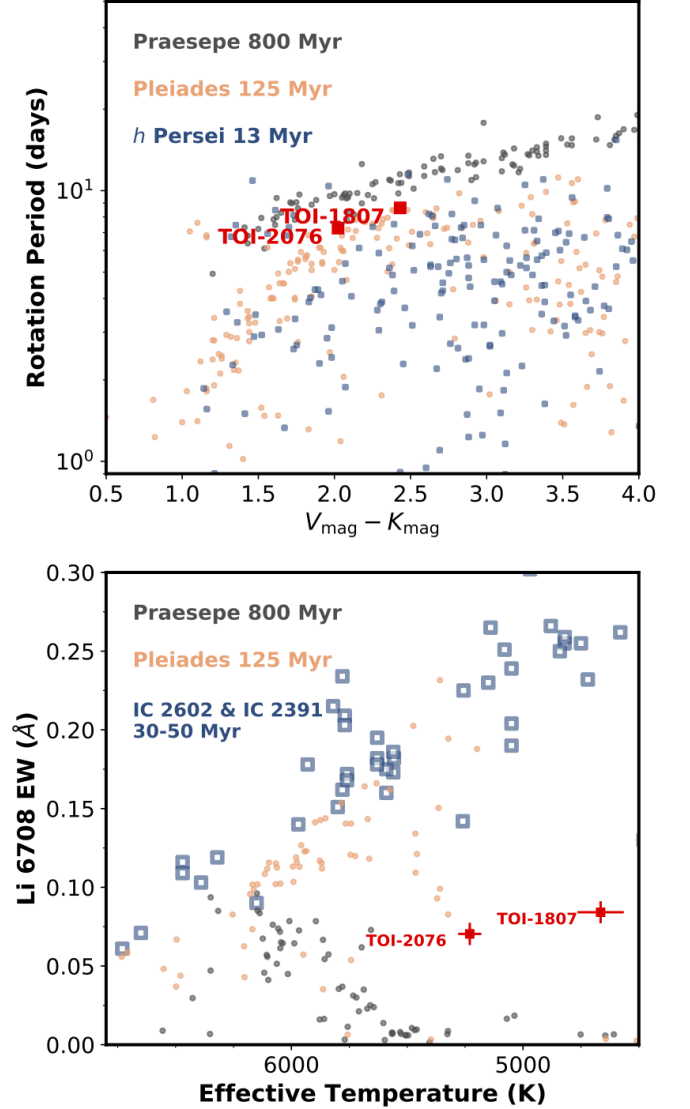 Praesepe 800 Myr
Pleiades 125 Myr
h Persei 13 Myr
TOI-1807
TOI-2076
Rotation Period (days)
10¹
10⁰
0.5 1.0 1.5 2.0 2.5 3.0 3.5 4.0
V_mag − K_mag
0.30
0.25
0.20
0.15
0.10
0.05
0.00
Praesepe 800 Myr
Pleiades 125 Myr
IC 2602 & IC 2391
30-50 Myr
TOI-1807
TOI-2076
Li 6708 EW (Å)
6000 5000
Effective Temperature (K)